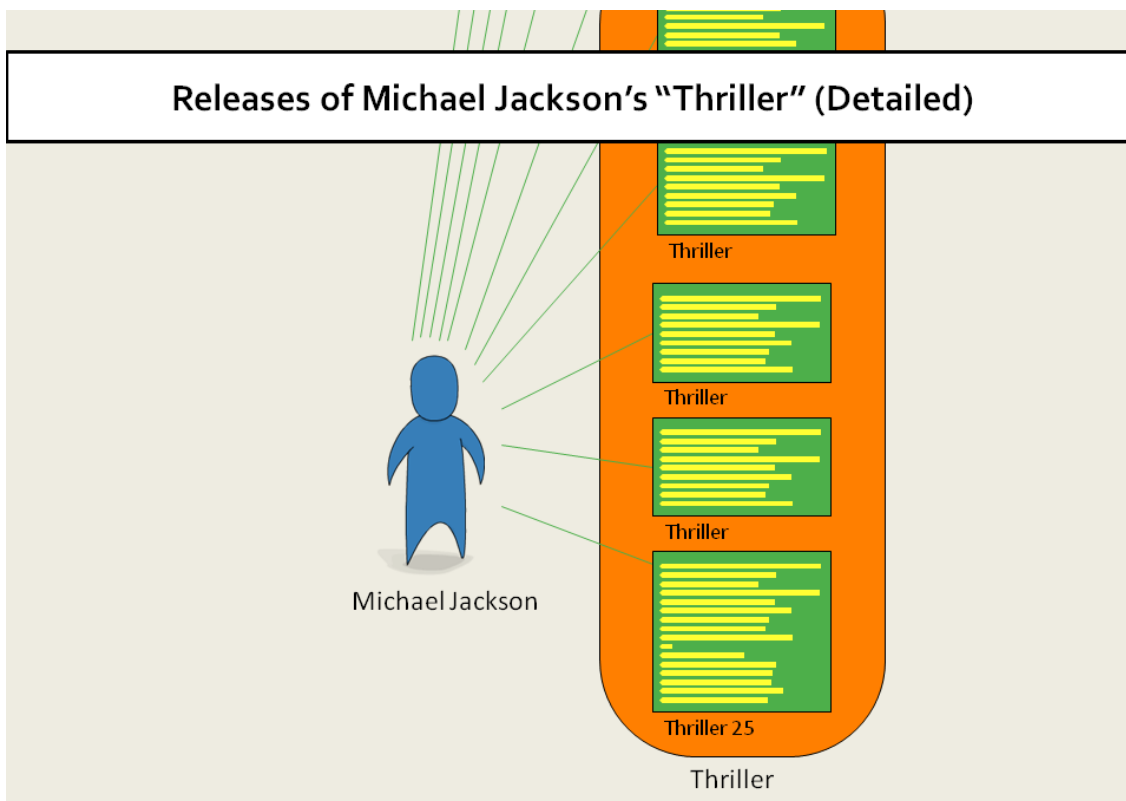 Releases of Michael Jackson’s “Thriller” (Detailed)
Thriller
Thriller
Thriller
Michael Jackson
Thriller 25
Thriller